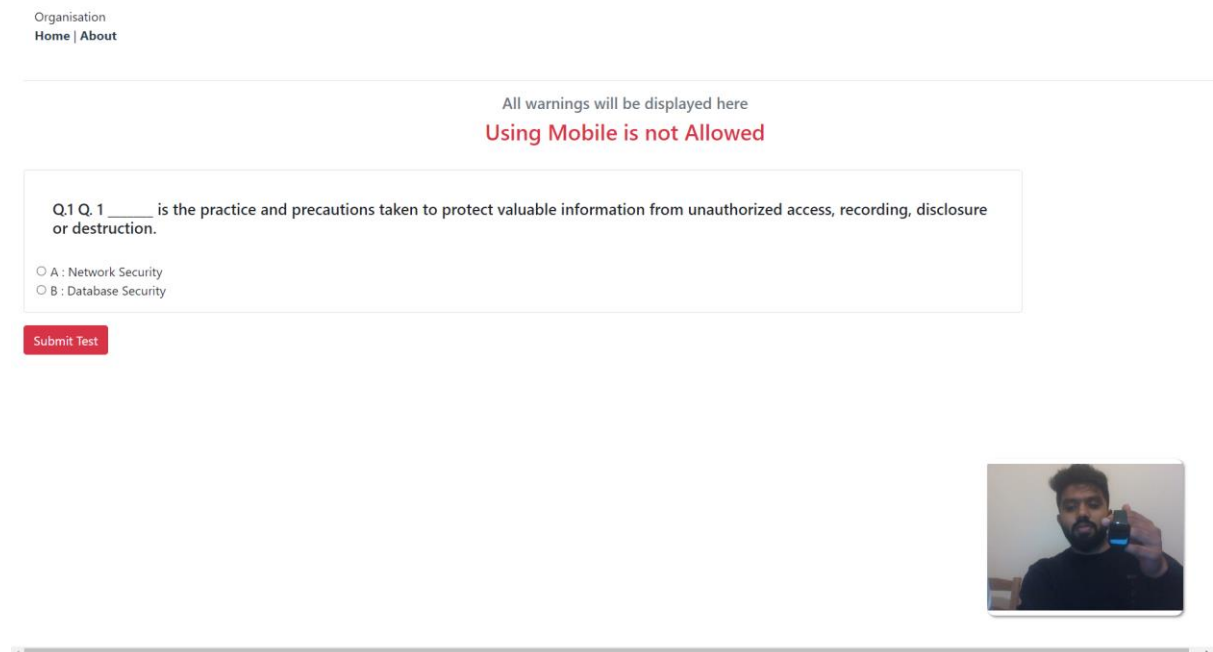 Organisation
Home | About
All warnings will be displayed here
Using Mobile is not Allowed
Q.1 Q. 1 ______ is the practice and precautions taken to protect valuable information from unauthorized access, recording, disclosure
or destruction.
A : Network Security
B : Database Security
Submit Test